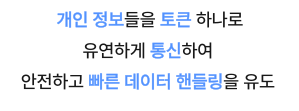 개인 정보들을 토큰 하나로
유연하게 통신하여
안전하고 빠른 데이터 핸들링을 유도